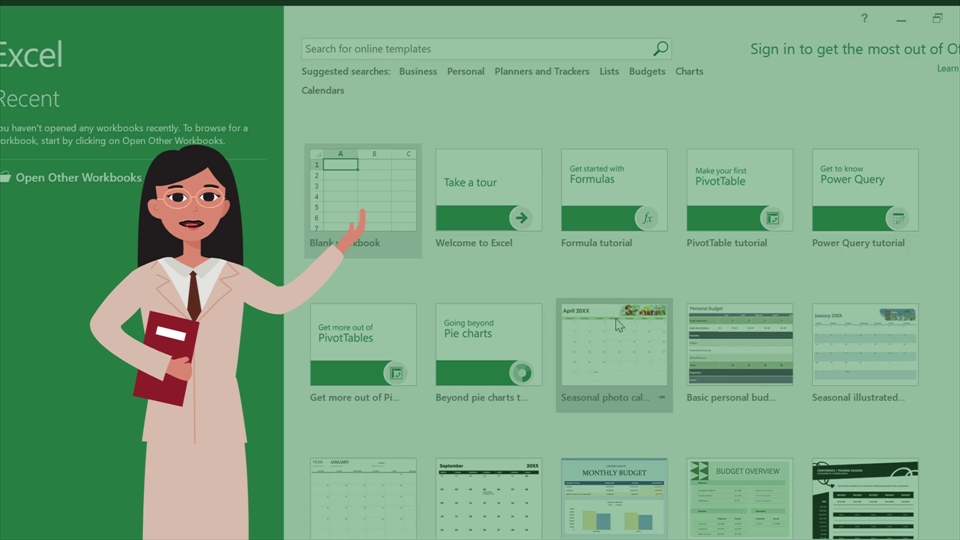 Excel
Search for online templates
Sign in to get the most out of Of
Suggested searches: Business Personal Planners and Trackers Lists Budgets Charts
Learn
Calendars
Recent
ou haven't opened any workbooks recently. To browse for a
orkbook, start by clicking on Open Other Workbooks.
Open Other Workbooks
A B C
1
2
3
4
5
6
7
Take a tour
Get started with
Formulas
fx
Make your first
PivotTable
Get to know
Power Query
Blank workbook
Welcome to Excel
Formula tutorial
PivotTable tutorial
Power Query tutorial
Get more out of
PivotTables
Going beyond
Pie charts
April 20XX
Personal Budget
January 20XX
Get more out of Pi...
Beyond pie charts t...
Seasonal photo cal...
Basic personal bud...
Seasonal illustrated...
YEAR JANUARY
September 20XX
MONTHLY BUDGET
BUDGET OVERVIEW